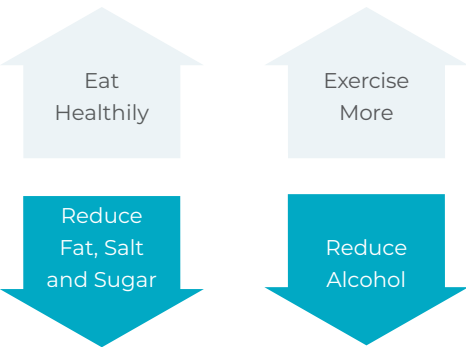 Eat
Healthily
Exercise
More
Reduce
Fat, Salt
and Sugar
Reduce
Alcohol